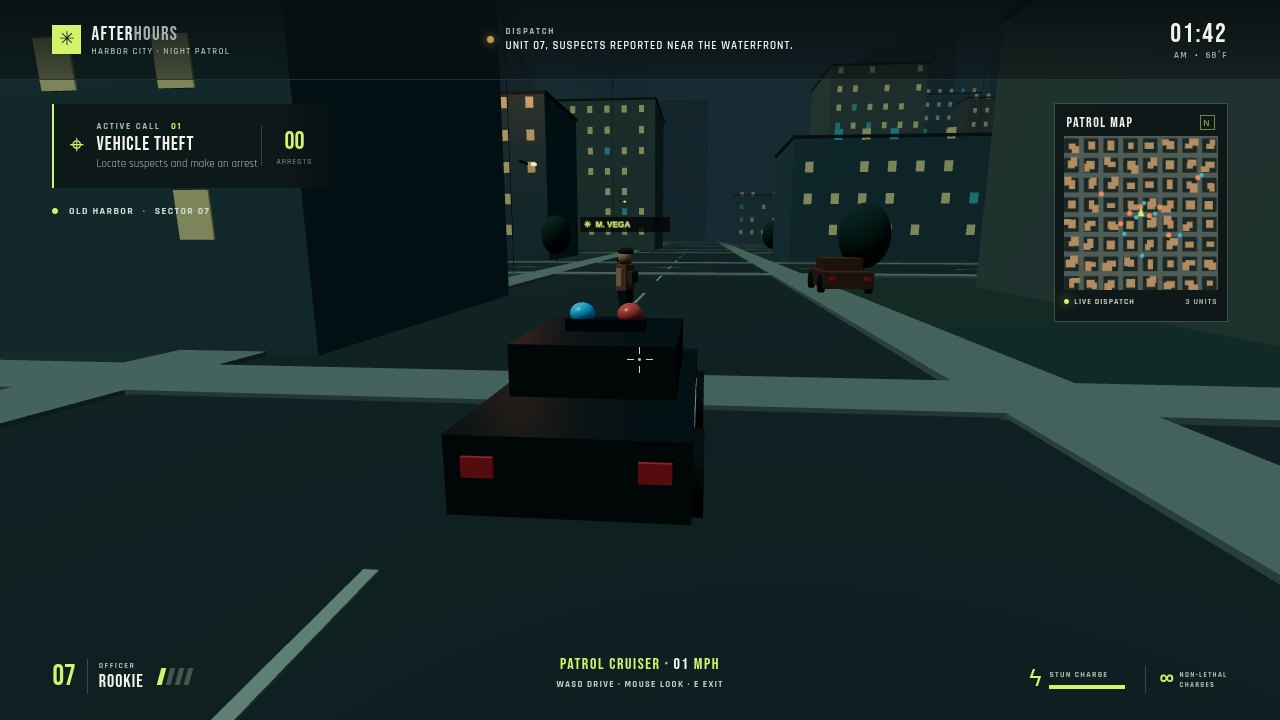 AFTERHOURS
HARBOR CITY · NIGHT PATROL
DISPATCH
UNIT 07, SUSPECTS REPORTED NEAR THE WATERFRONT.
01:42
AM · 68°F
ACTIVE CALL 01
VEHICLE THEFT
Locate suspects and make an arrest
00
ARRESTS
OLD HARBOR · SECTOR 07
PATROL MAP
N
LIVE DISPATCH
3 UNITS
M. VEGA
07
OFFICER
ROOKIE
PATROL CRUISER · 01 MPH
WASD DRIVE · MOUSE LOOK · E EXIT
STUN CHARGE
∞
NON-LETHAL
CHARGES